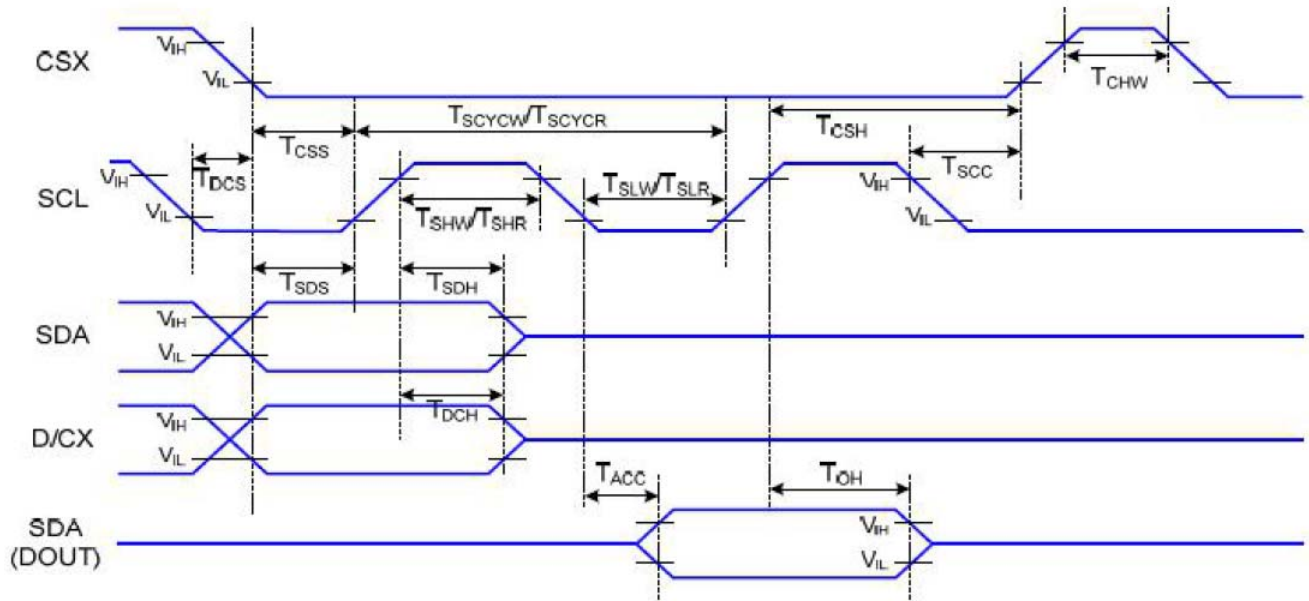 CSX
VIH
VIL
TCHW
TSCYCW/TSCYCR
TCSS
TCSH
TDCS
TSCC
SCL
VIH
VIL
TSLW/TSLR
TSHW/TSHR
VIH
VIL
TSDS
TSDH
SDA
VIH
VIL
TDCH
D/CX
VIH
VIL
TACC
TOH
SDA
(DOUT)
VIH
VIL